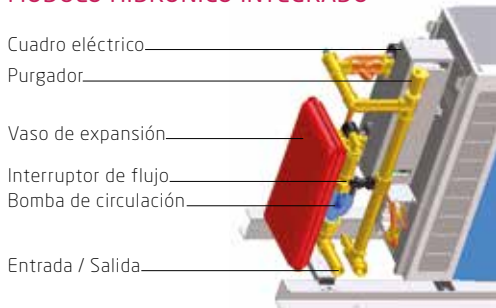 MÓDULO HIDRÓNICO INTEGRADO
Cuadro eléctrico
Purgador
Vaso de expansión
Interruptor de flujo
Bomba de circulación
Entrada / Salida